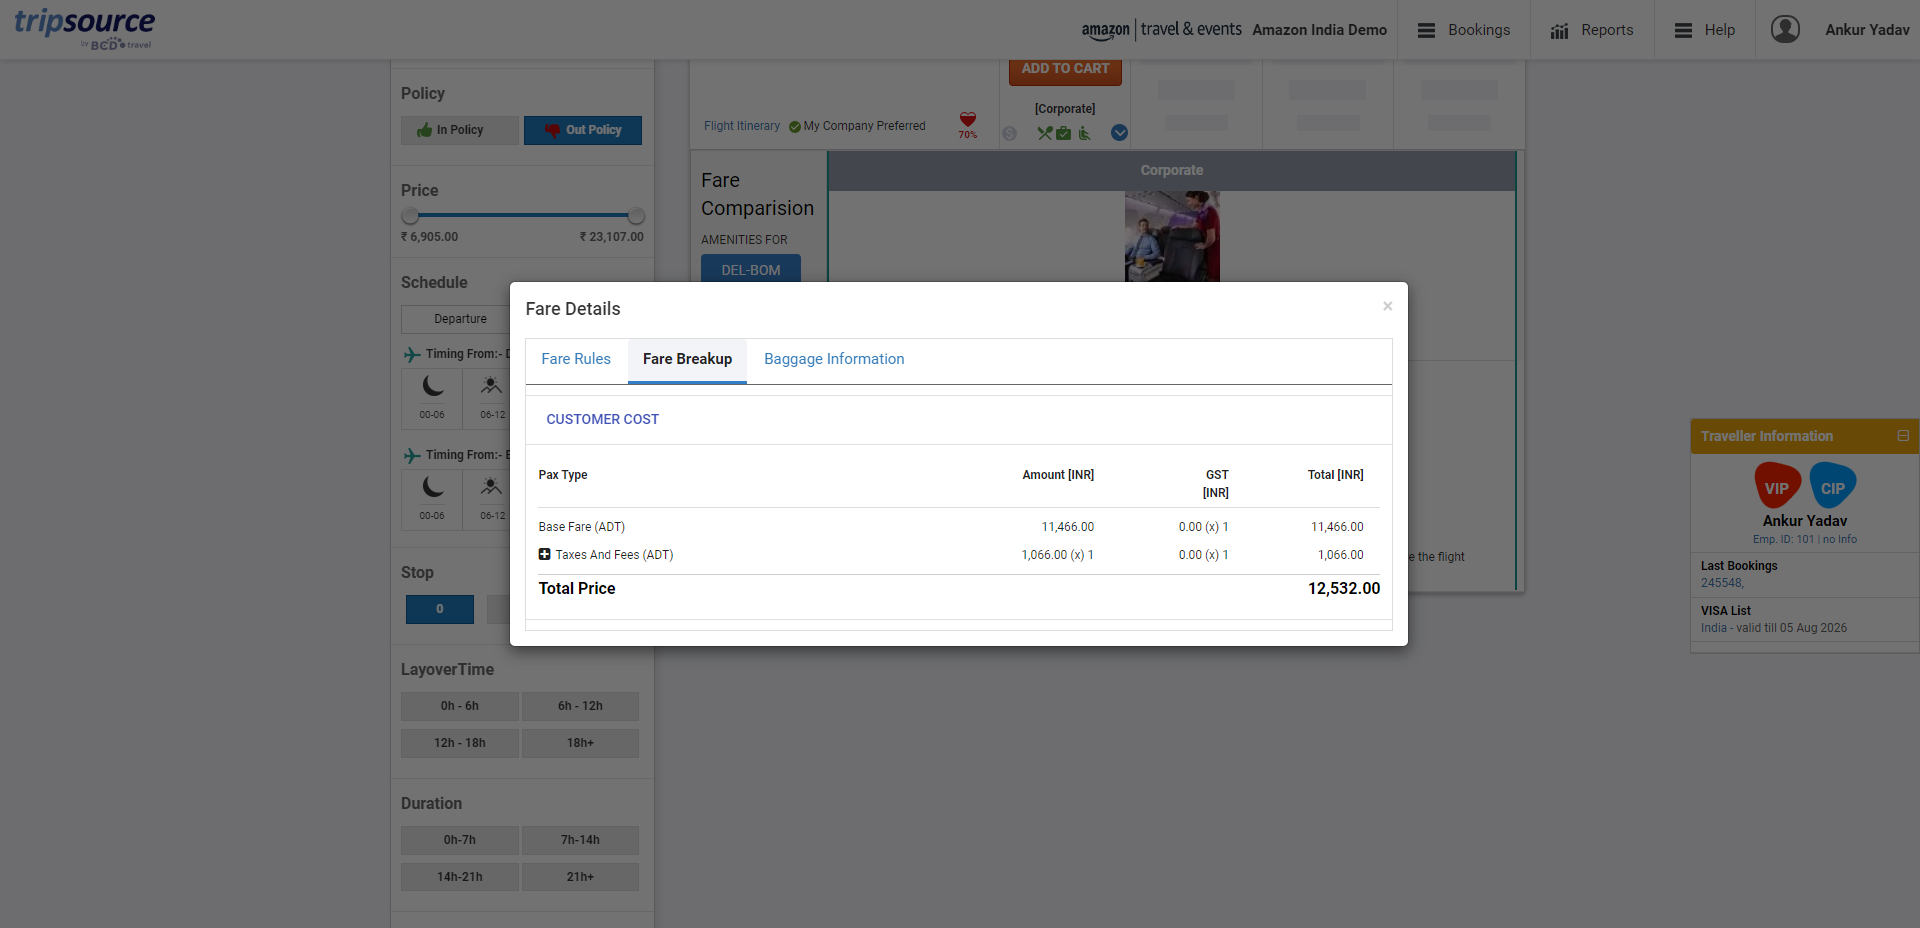 tripsource
by BCD travel
amazon travel & events Amazon India Demo
Bookings
Reports
Help
Ankur Yadav
Policy
In Policy
Out Policy
Price
₹ 6,905.00 ₹ 23,107.00
Schedule
Departure
Timing From:-
00-06 06-12
Timing From:-
00-06 06-12
Stop
0
LayoverTime
0h - 6h 6h - 12h
12h - 18h 18h+
Duration
0h-7h 7h-14h
14h-21h 21h+
ADD TO CART
[Corporate]
Flight Itinerary My Company Preferred
70%
Fare
Comparision
AMENITIES FOR
DEL-BOM
Corporate
e the flight
Fare Details ×
Fare Rules Fare Breakup Baggage Information
CUSTOMER COST
Pax Type Amount [INR] GST [INR] Total [INR]
Base Fare (ADT) 11,466.00 0.00 (x) 1 11,466.00
Taxes And Fees (ADT) 1,066.00 (x) 1 0.00 (x) 1 1,066.00
Total Price 12,532.00
Traveller Information
VIP CIP
Ankur Yadav
Emp. ID: 101 | no Info
Last Bookings
245548,
VISA List
India - valid till 05 Aug 2026